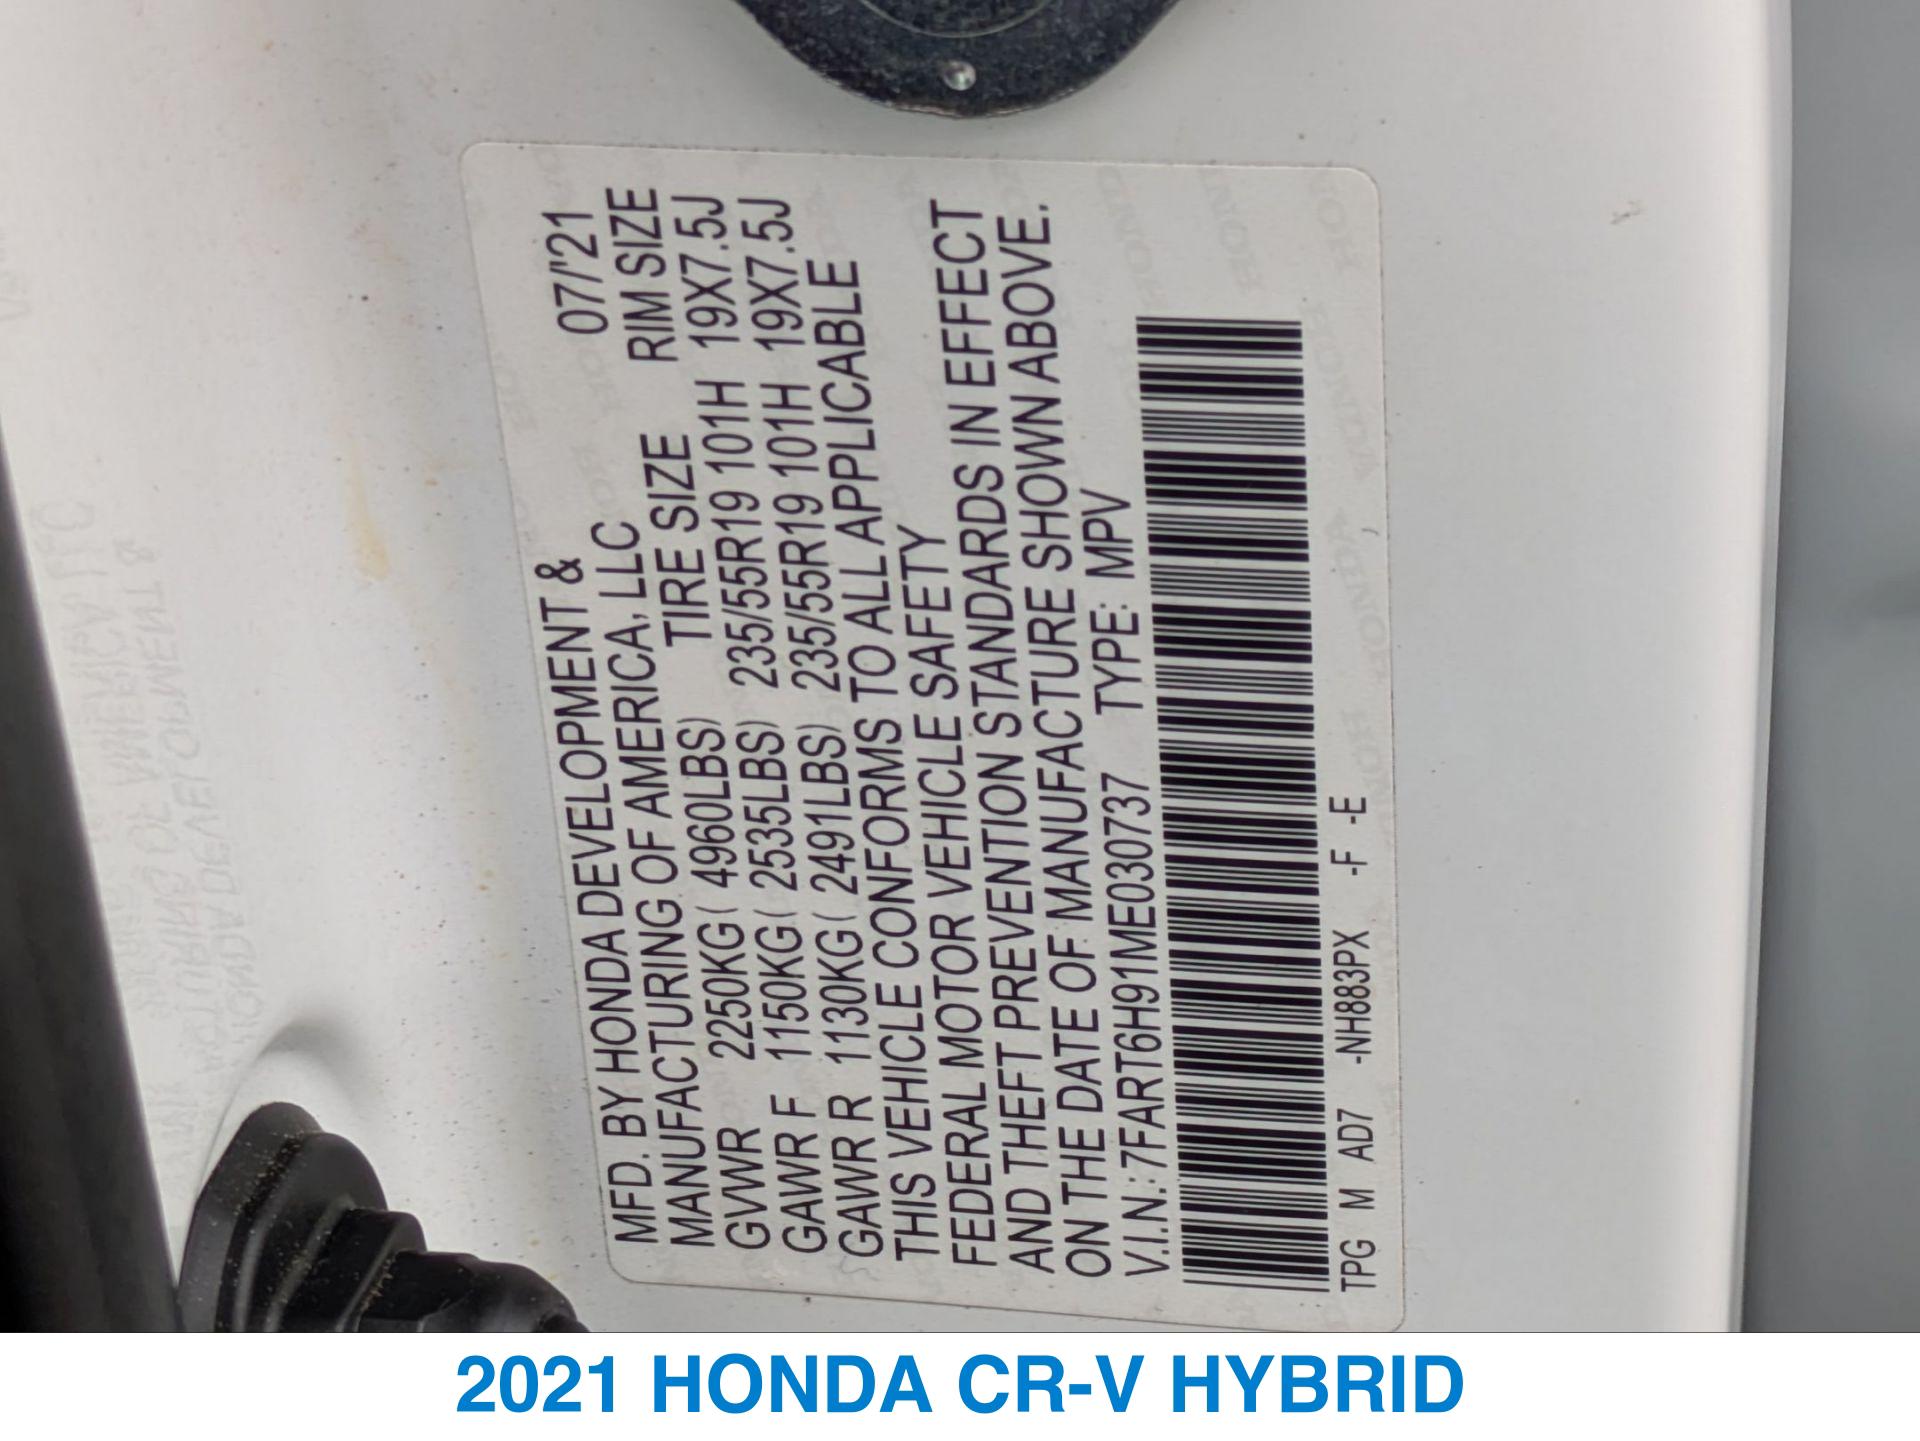 MFD. BY HONDA DEVELOPMENT & 07/'21
MANUFACTURING OF AMERICA, LLC RIM SIZE
TIRE SIZE
GVWR 2250KG( 4960LBS) 235/55R19 101H 19X7.5J
GAWR F 1150KG( 2535LBS) 235/55R19 101H 19X7.5J
GAWR R 1130KG( 2491LBS)
THIS VEHICLE CONFORMS TO ALL APPLICABLE
FEDERAL MOTOR VEHICLE SAFETY
AND THEFT PREVENTION STANDARDS IN EFFECT
ON THE DATE OF MANUFACTURE SHOWN ABOVE.
V.I.N.:7FART6H91ME030737 TYPE: MPV
TPG M AD7 -NH883PX -F -E
2021 HONDA CR-V HYBRID